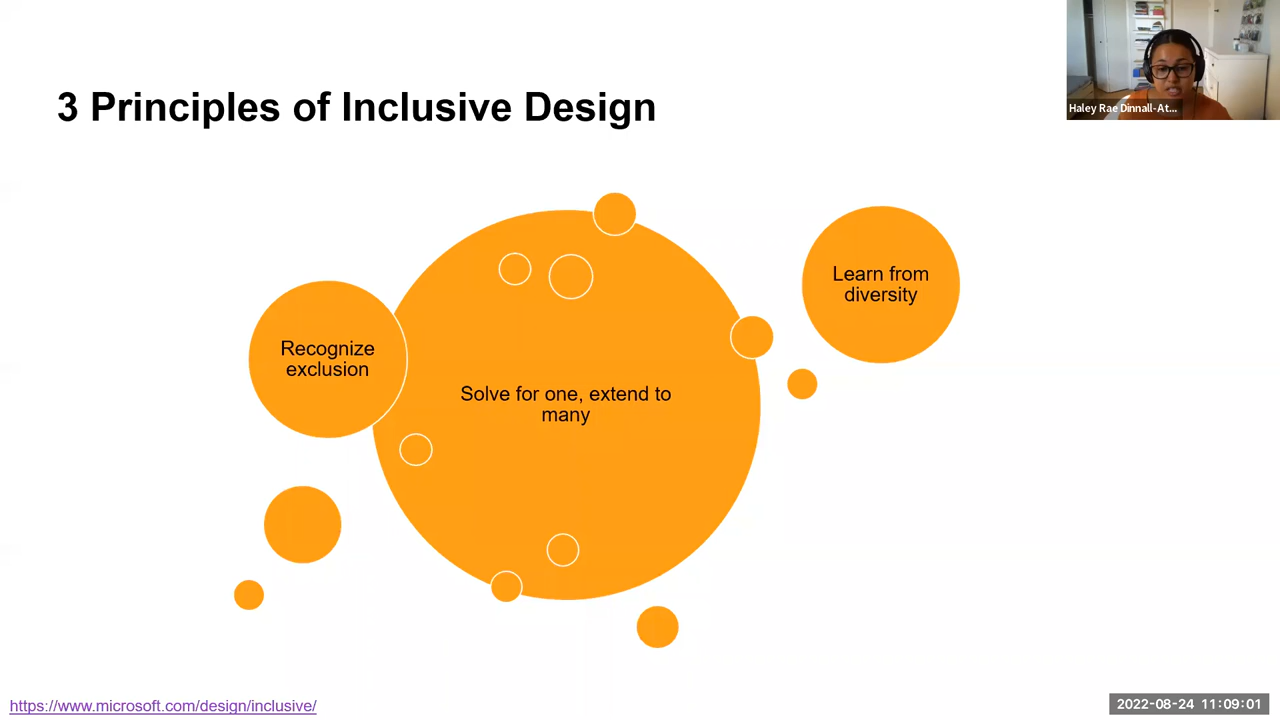 Haley Rae Dinnall-At...
3 Principles of Inclusive Design
Learn from
diversity
Recognize
exclusion
Solve for one, extend to
many
https://www.microsoft.com/design/inclusive/
2022-08-24 11:09:01